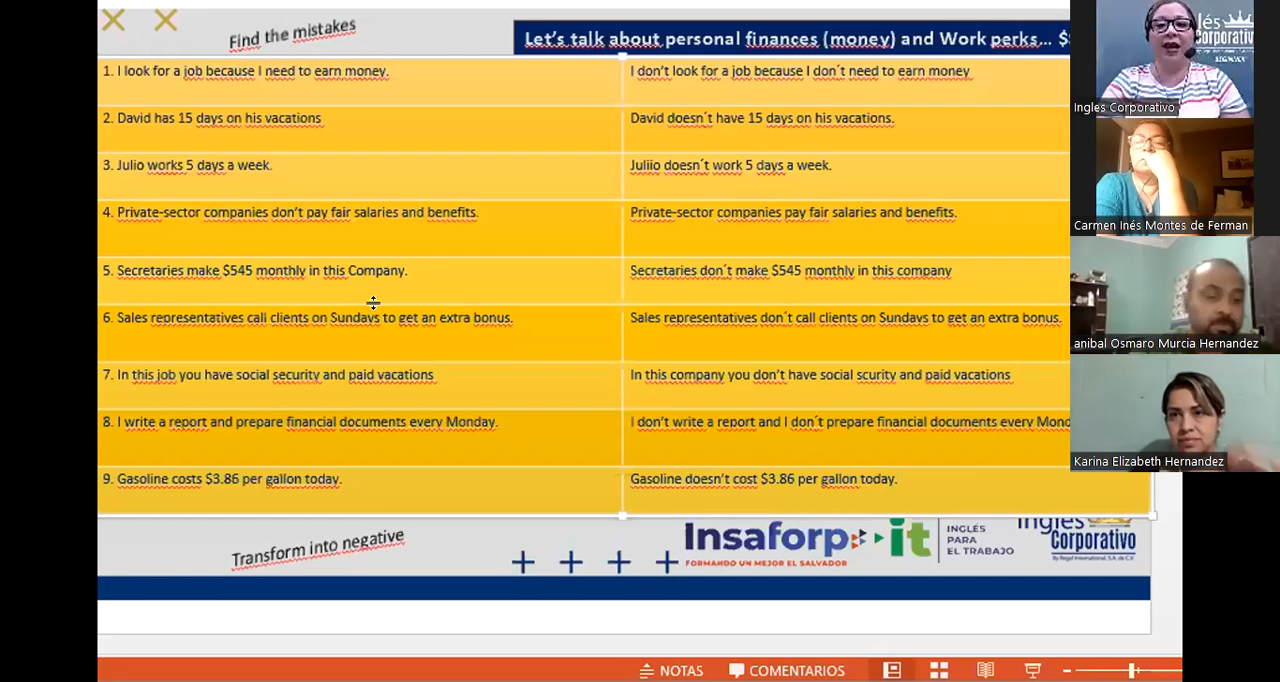 Find the mistakes
Let's talk about personal finances (money) and Work perks... $
1. I look for a job because I need to earn money.
I don't look for a job because I don´t need to earn money
2. David has 15 days on his vacations
David doesn´t have 15 days on his vacations.
3. Julio works 5 days a week.
Juliio doesn´t work 5 days a week.
4. Private-sector companies don't pay fair salaries and benefits.
Private-sector companies pay fair salaries and benefits.
5. Secretaries make $545 monthly in this Company.
Secretaries don´t make $545 monthly in this company
6. Sales representatives call clients on Sundays to get an extra bonus.
Sales representatives don´t call clients on Sundays to get an extra bonus.
7. In this job you have social security and paid vacations
In this company you don't have social scurity and paid vacations
8. I write a report and prepare financial documents every Monday.
I don't write a report and I don´t prepare financial documents every Mond
9. Gasoline costs $3.86 per gallon today.
Gasoline doesn't cost $3.86 per gallon today.
Transform into negative
Insaforp it
FORMANDO UN MEJOR EL SALVADOR
INGLÉS
PARA
EL TRABAJO
Inglés
Corporativo
By Regal International, S.A. de C.V.
NOTAS
COMENTARIOS
lés
Corporativo
Ingles Corporativo
Carmen Inés Montes de Ferman
anibal Osmaro Murcia Hernandez
Karina Elizabeth Hernandez